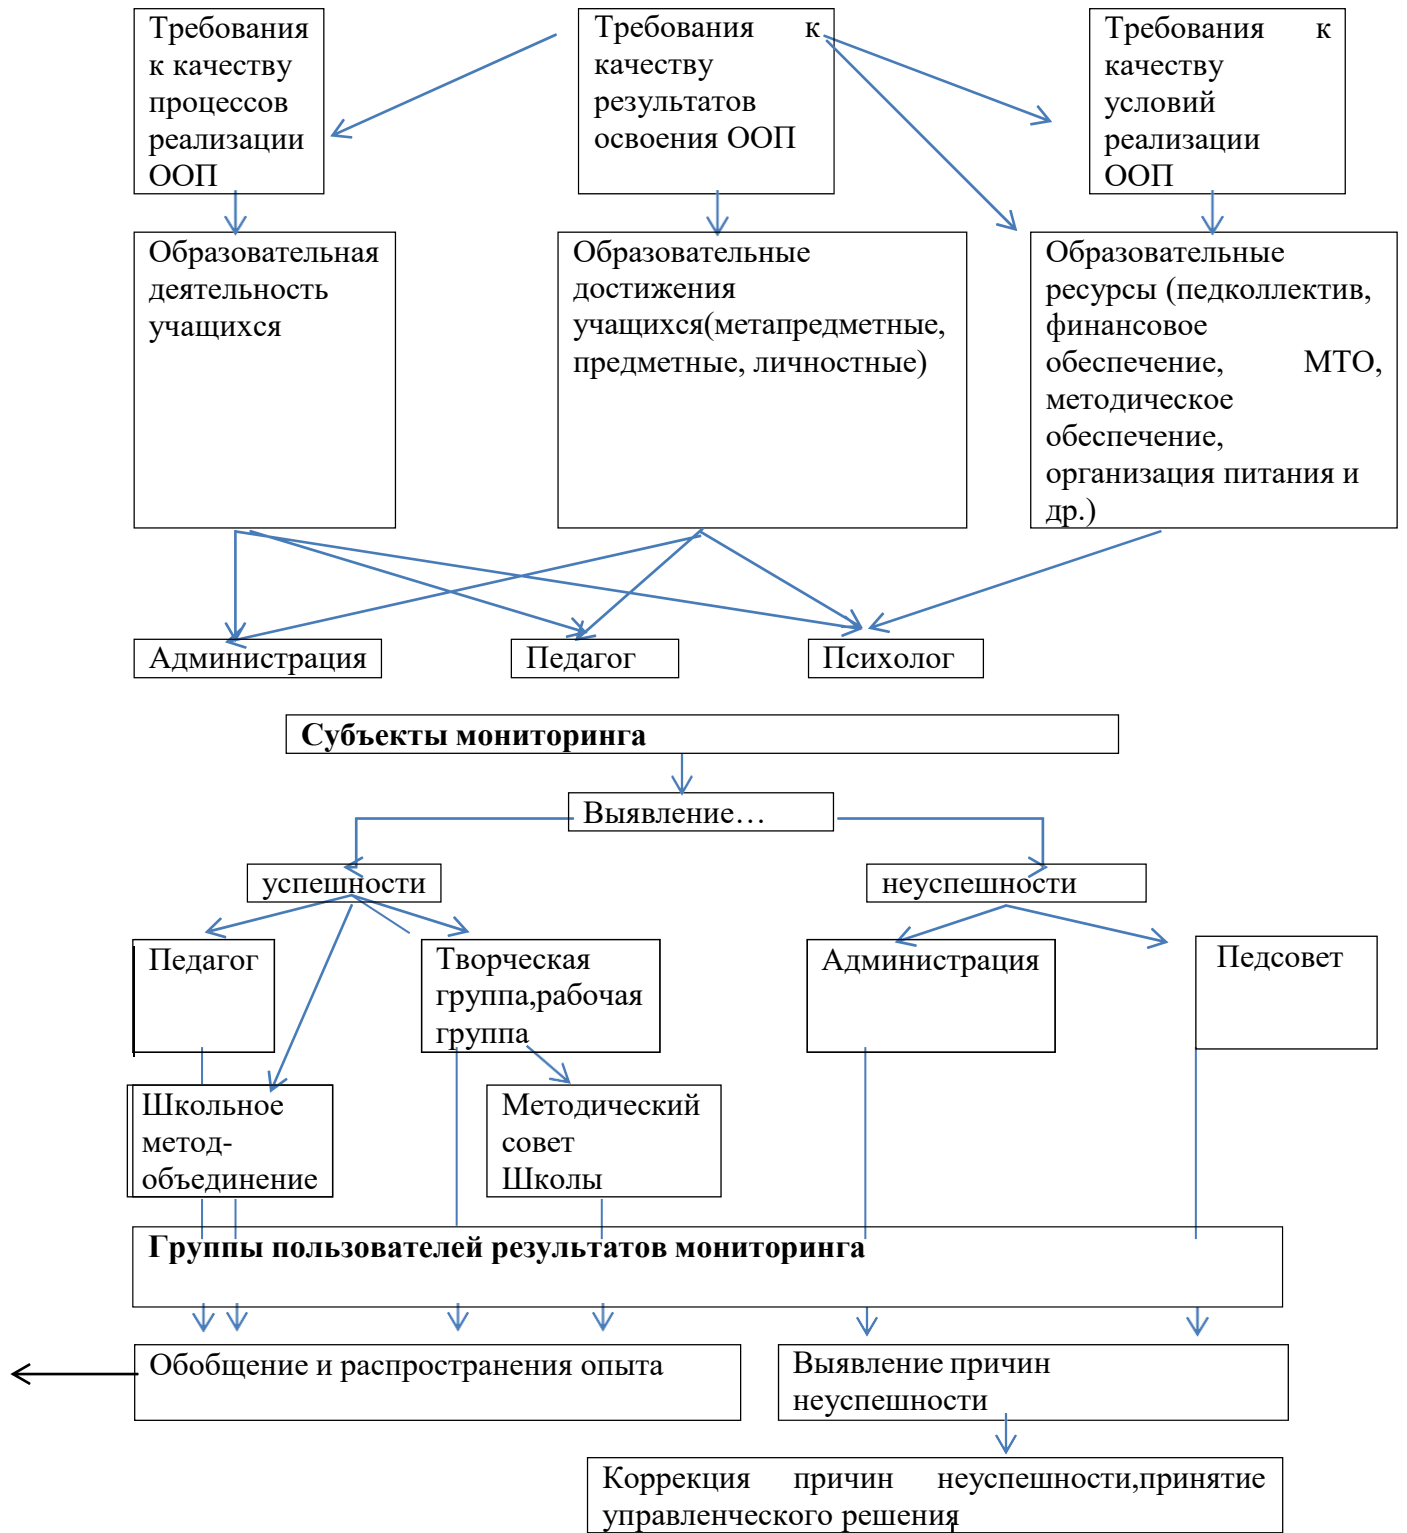 Требования
к качеству
процессов
реализации
ООП
Требования к
качеству
результатов
освоения ООП
Требования к
качеству
условий
реализации
ООП
Образовательная
деятельность
учащихся
Образовательные
достижения
учащихся(метапредметные,
предметные, личностные)
Образовательные
ресурсы (педколлектив,
финансовое
обеспечение, МТО,
методическое
обеспечение,
организация питания и
др.)
Администрация
Педагог
Психолог
Субъекты мониторинга
Выявление…
успешности
неуспешности
Педагог
Творческая
группа,рабочая
группа
Администрация
Педсовет
Школьное
метод-
объединение
Методический
совет
Школы
Группы пользователей результатов мониторинга
Обобщение и распространения опыта
Выявление причин
неуспешности
Коррекция причин неуспешности,принятие
управленческого решения